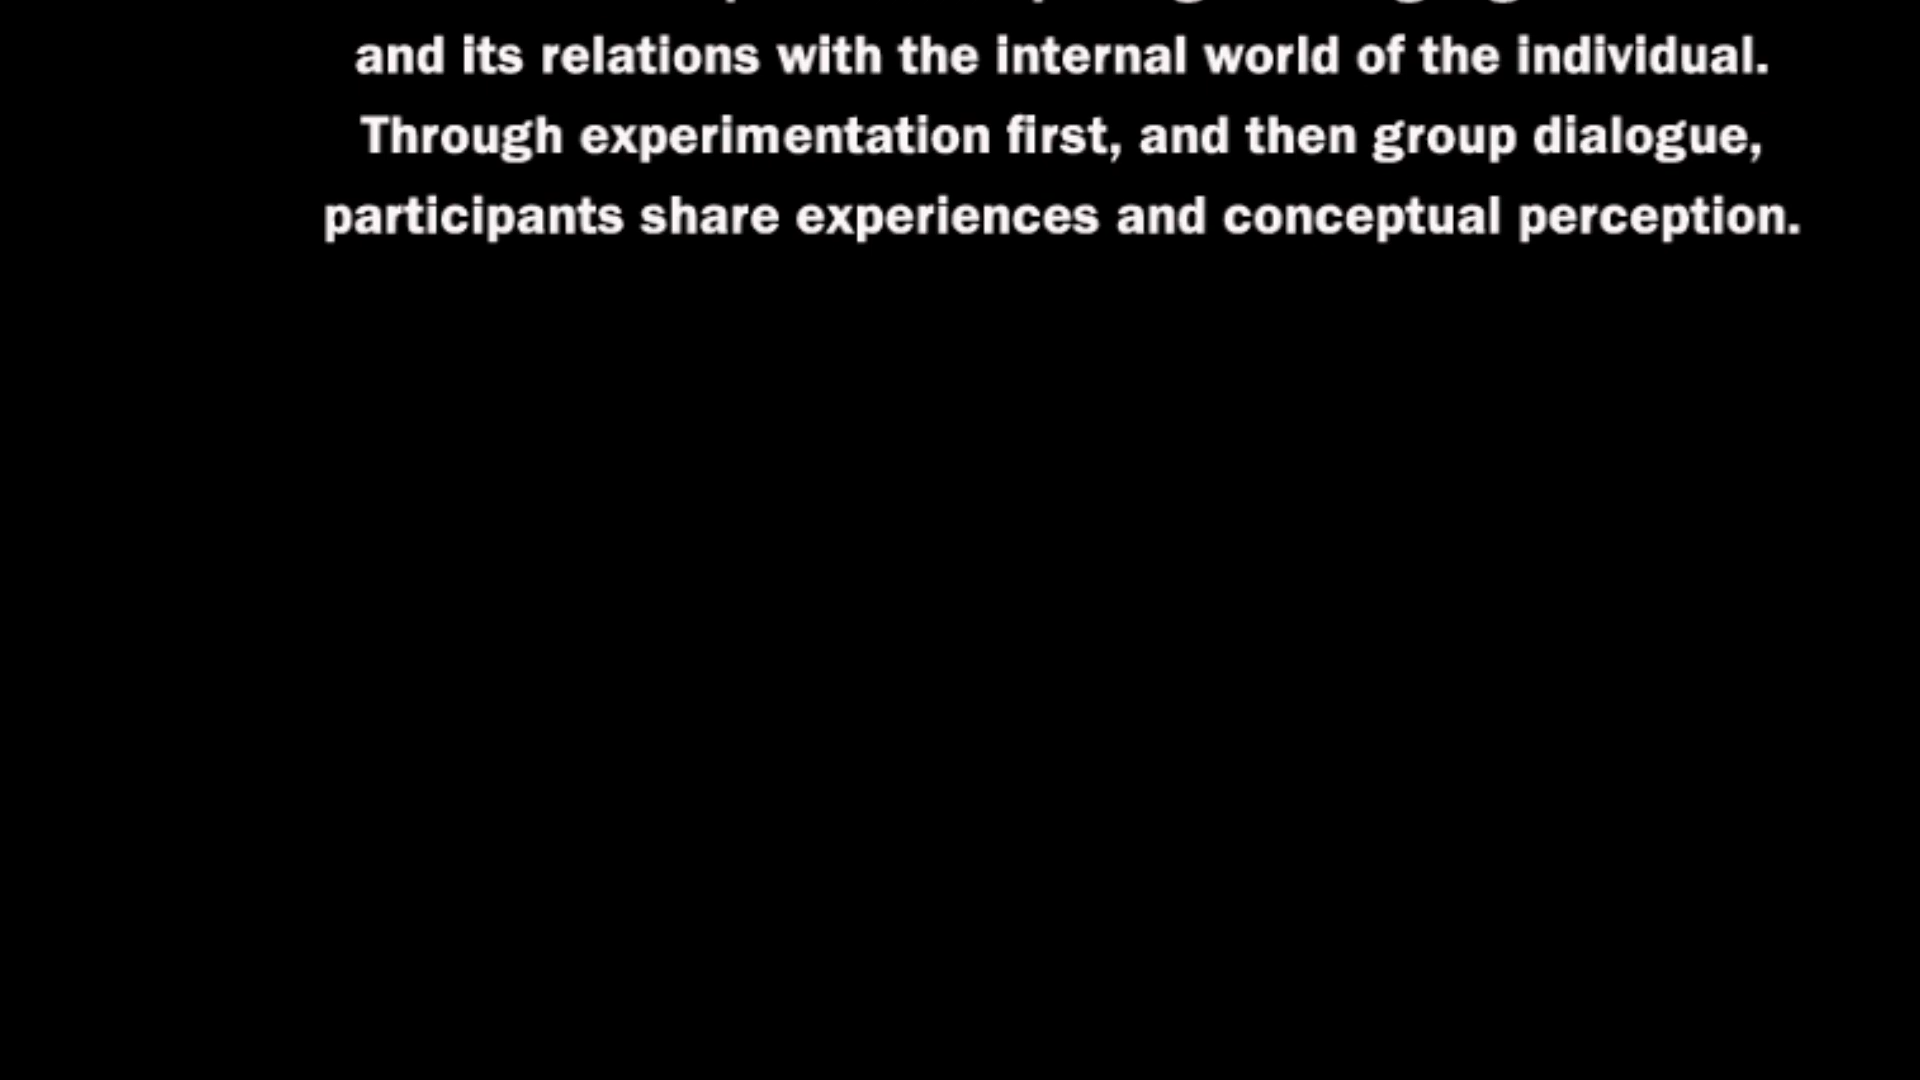 and its relations with the internal world of the individual.
Through experimentation first, and then group dialogue,
participants share experiences and conceptual perception.